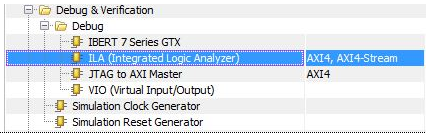 Debug & Verification
Debug
IBERT 7 Series GTX
ILA (Integrated Logic Analyzer) AXI4, AXI4-Stream
JTAG to AXI Master AXI4
VIO (Virtual Input/Output)
Simulation Clock Generator
Simulation Reset Generator